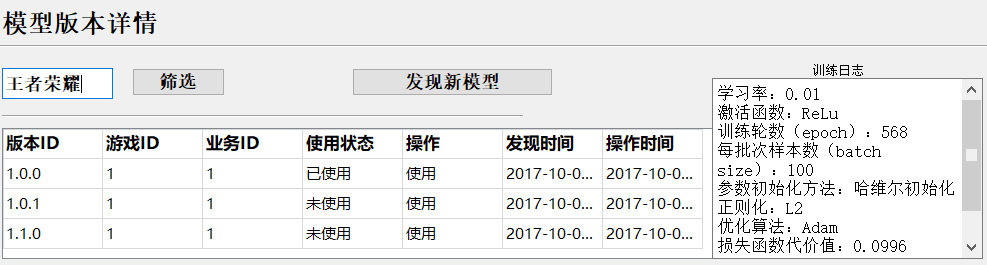 模型版本详情
王者荣耀
筛选
发现新模型
版本ID 游戏ID 业务ID 使用状态 操作 发现时间 操作时间
1.0.0 1 1 已使用 使用 2017-10-0... 2017-10-0...
1.0.1 1 1 未使用 使用 2017-10-0... 2017-10-0...
1.1.0 1 1 未使用 使用 2017-10-0... 2017-10-0...
训练日志
学习率：0.01
激活函数：ReLu
训练轮数（epoch）：568
每批次样本数（batch
size）：100
参数初始化方法：哈维尔初始化
正则化：L2
优化算法：Adam
损失函数代价值：0.0996